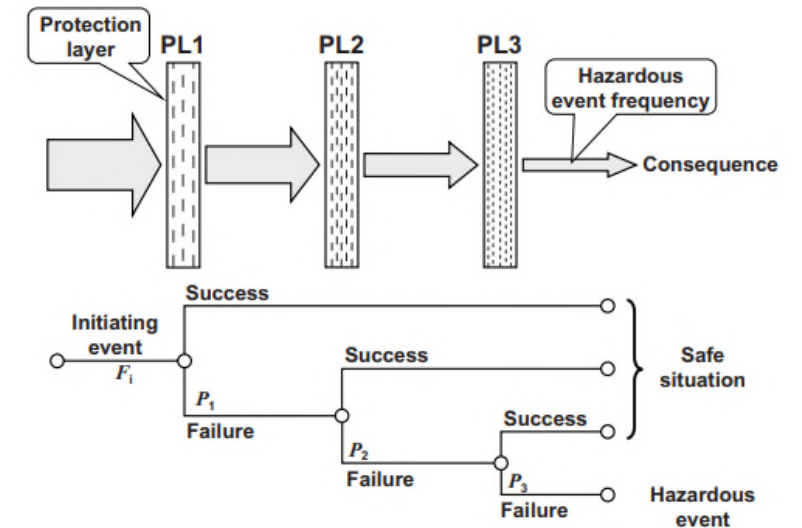 Protection
layer
PL1
PL2
PL3
Hazardous
event frequency
Consequence
Success
Initiating
event
Fi
Success
Safe
situation
P1
Failure
Success
P2
Failure
P3
Failure
Hazardous
event